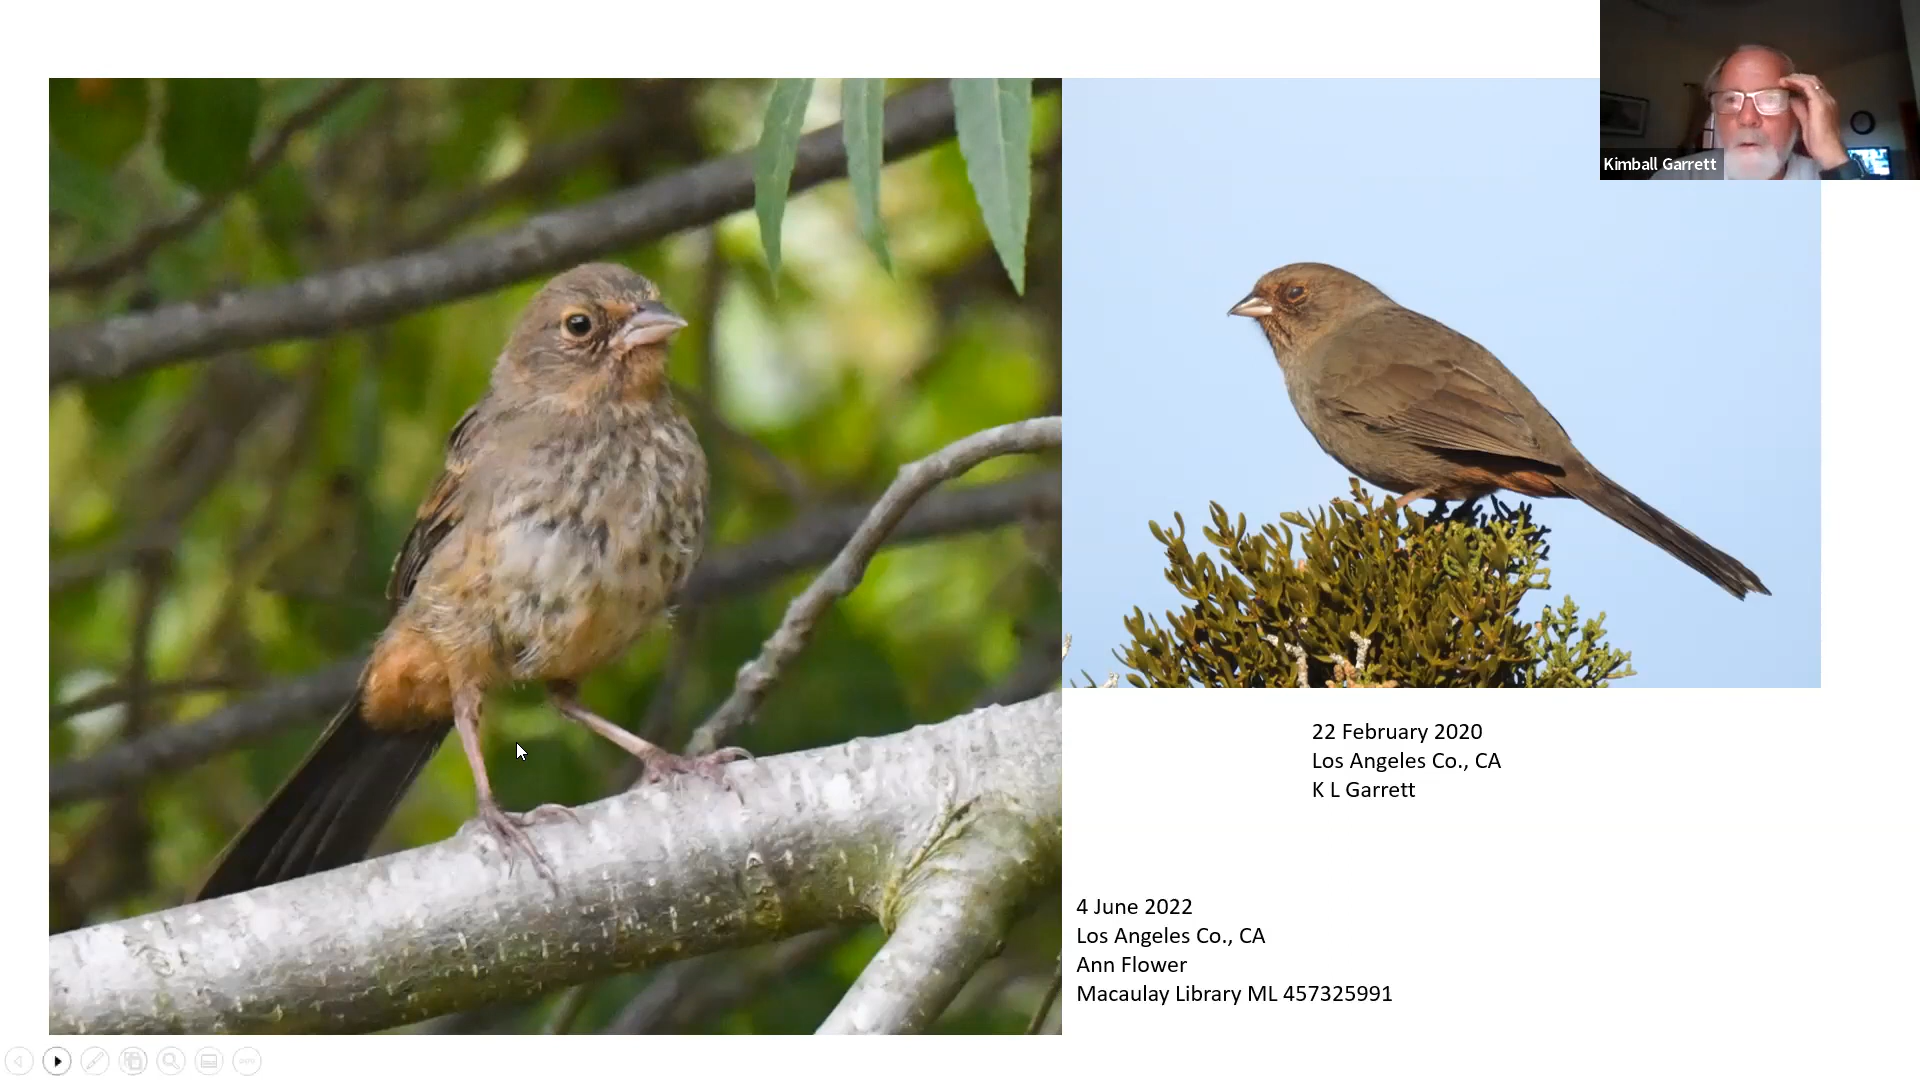 Kimball Garrett
22 February 2020
Los Angeles Co., CA
K L Garrett
4 June 2022
Los Angeles Co., CA
Ann Flower
Macaulay Library ML 457325991